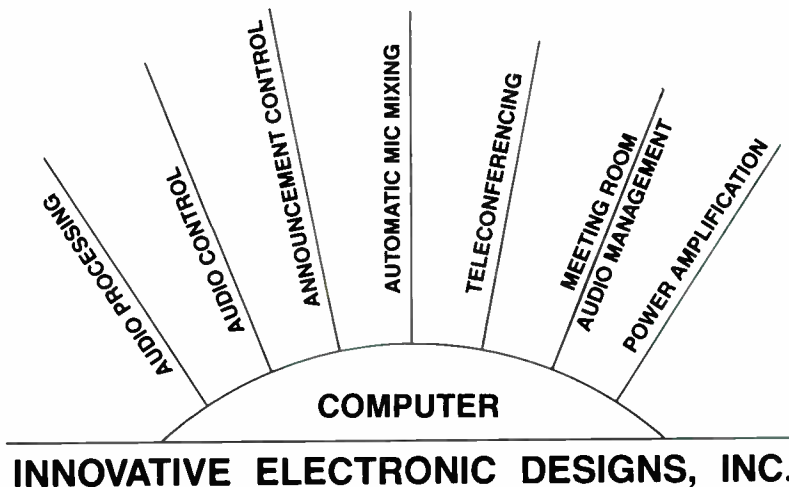 AUDIO PROCESSING
AUDIO CONTROL
ANNOUNCEMENT CONTROL
AUTOMATIC MIC MIXING
TELECONFERENCING
MEETING ROOM
AUDIO MANAGEMENT
POWER AMPLIFICATION
COMPUTER
INNOVATIVE ELECTRONIC DESIGNS, INC.